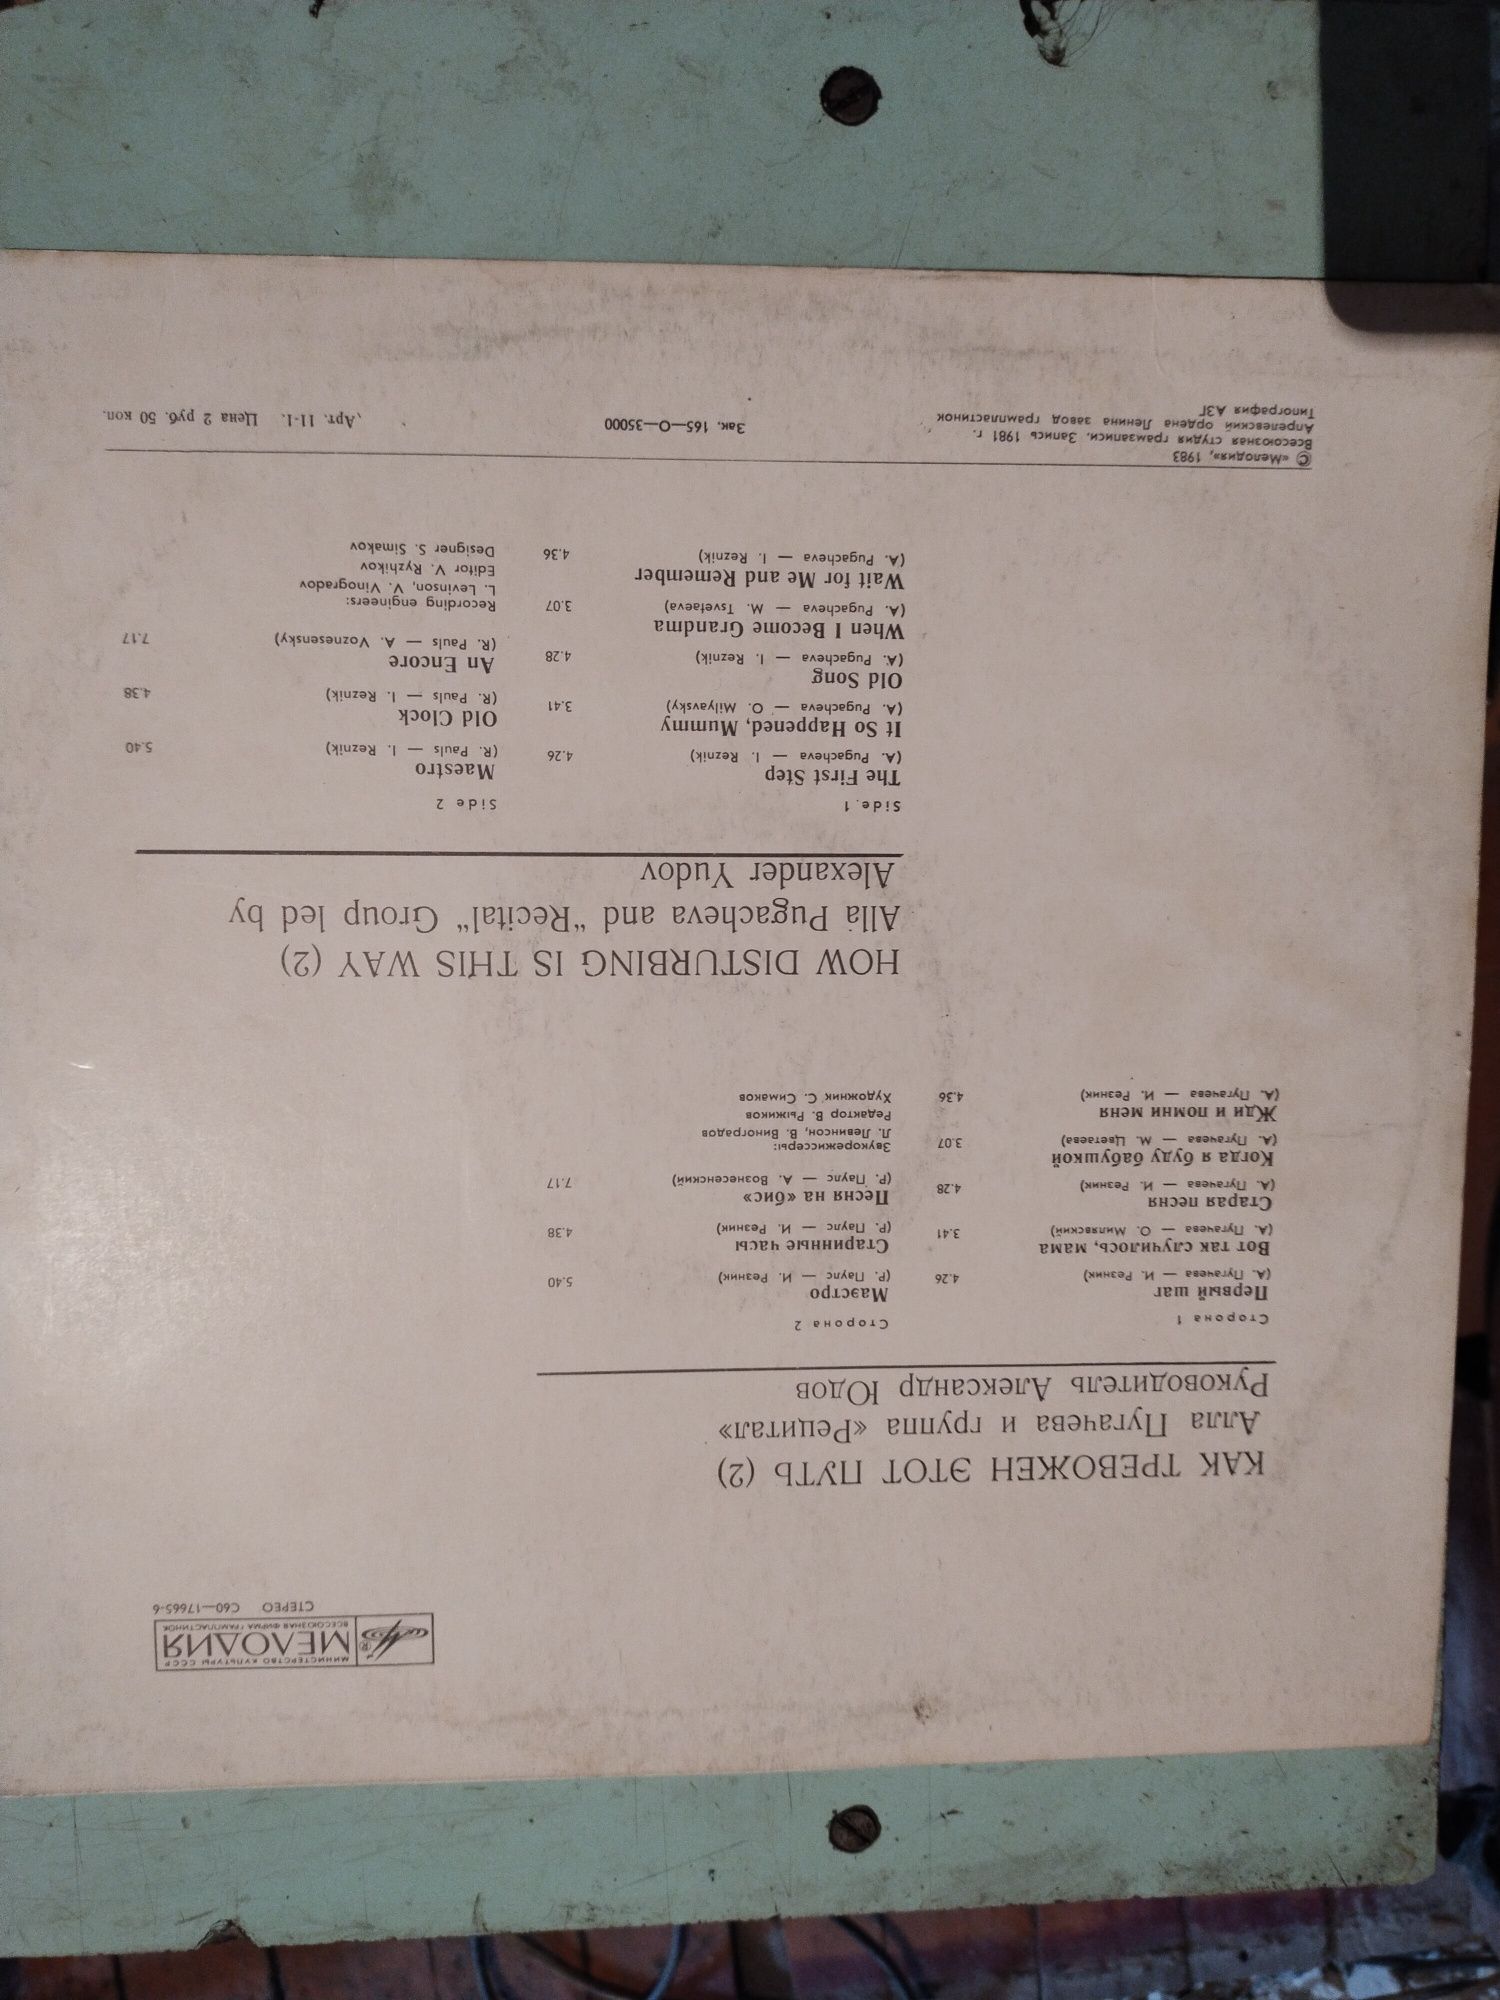 МИНИСТЕРСТВО КУЛЬТУРЫ СССР
МЕЛОДИЯ ®
ВСЕСОЮЗНАЯ ФИРМА ГРАМПЛАСТИНОК
СТЕРЕО С60—17665-6
КАК ТРЕВОЖЕН ЭТОТ ПУТЬ (2)
Алла Пугачева и группа «Рецитал»
Руководитель Александр Юдов
Сторона 1
Первый шаг
(А. Пугачева — И. Резник) 4.26
Вот так случилось, мама
(А. Пугачева — О. Милявский) 3.41
Старая песня
(А. Пугачева — И. Резник) 4.28
Когда я буду бабушкой
(А. Пугачева — М. Цветаева) 3.07
Жди и помни меня
(А. Пугачева — И. Резник) 4.36
Сторона 2
Маэстро
(Р. Паулс — И. Резник) 5.40
Старинные часы
(Р. Паулс — И. Резник) 4.38
Песня на «бис»
(Р. Паулс — А. Вознесенский) 7.17
Звукорежиссеры:
Л. Левинсон, В. Виноградов
Редактор В. Рыжиков
Художник С. Симаков
HOW DISTURBING IS THIS WAY (2)
Alla Pugacheva and “Recital“ Group led by
Alexander Yudov
Side 1
The First Step
(A. Pugacheva — I. Reznik) 4.26
It So Happened, Mummy
(A. Pugacheva — O. Milyavsky) 3.41
Old Song
(A. Pugacheva — I. Reznik) 4.28
When I Become Grandma
(A. Pugacheva — M. Tsvetaeva) 3.07
Wait for Me and Remember
(A. Pugacheva — I. Reznik) 4.36
Side 2
Maestro
(R. Pauls — I. Reznik) 5.40
Old Clock
(R. Pauls — I. Reznik) 4.38
An Encore
(R. Pauls — A. Voznesensky) 7.17
Recording engineers:
L. Levinson, V. Vinogradov
Editor V. Ryzhikov
Designer S. Simakov
© «Мелодия», 1983
Всесоюзная студия грамзаписи. Запись 1981 г.
Апрелевский ордена Ленина завод грампластинок
Типография АЗГ
Зак. 165—О—35000
Арт. 11-1. Цена 2 руб. 50 коп.